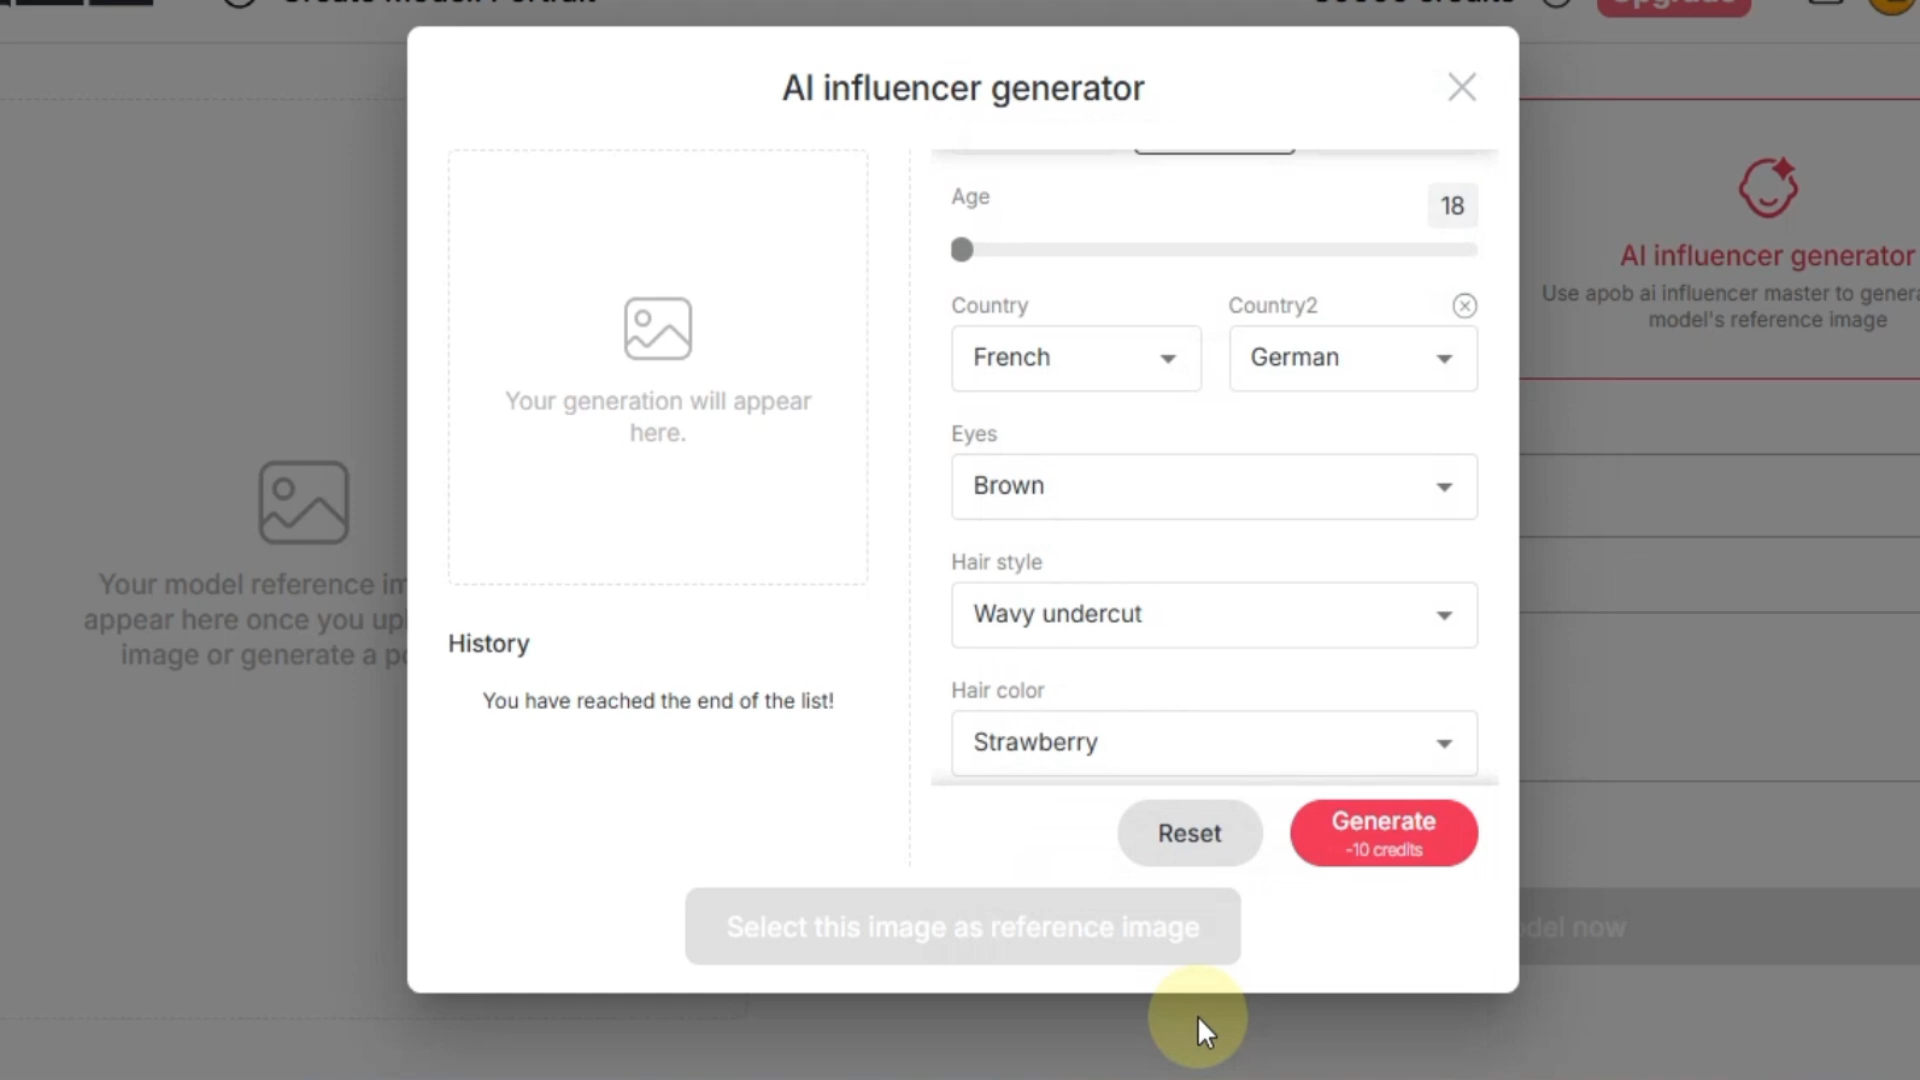 AI influencer generator
Age
18
Country
Country2
French
German
Eyes
Brown
Hair style
Wavy undercut
Hair color
Strawberry
Reset
Generate
-10 credits
Your generation will appear
here.
History
You have reached the end of the list!
Select this image as reference image
Your model reference
appear here once you
image or generate a
AI influencer generator
Use apob ai influencer master to
model's reference image
now